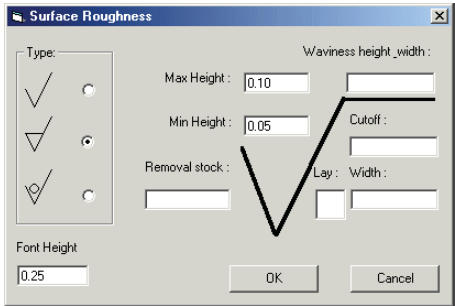 Surface Roughness
Type:
Waviness height_width :
Max Height : 0.10
Min Height : 0.05
Cutoff :
Removal stock :
Lay : Width :
Font Height
0.25
OK Cancel